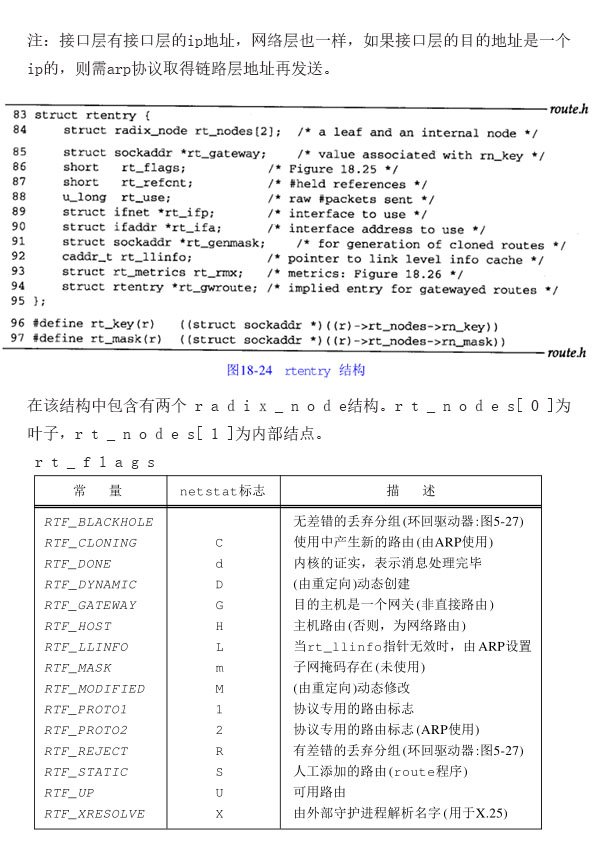 注：接口层有接口层的ip地址，网络层也一样，如果接口层的目的地址是一个
ip的，则需arp协议取得链路层地址再发送。
route.h
83 struct rtentry {
84     struct radix_node rt_nodes[2];  /* a leaf and an internal node */
85     struct sockaddr *rt_gateway;    /* value associated with rn_key */
86     short   rt_flags;          /* Figure 18.25 */
87     short   rt_refcnt;         /* #held references */
88     u_long  rt_use;            /* raw #packets sent */
89     struct ifnet *rt_ifp;      /* interface to use */
90     struct ifaddr *rt_ifa;     /* interface address to use */
91     struct sockaddr *rt_genmask;    /* for generation of cloned routes */
92     caddr_t rt_llinfo;         /* pointer to link level info cache */
93     struct rt_metrics rt_rmx;  /* metrics: Figure 18.26 */
94     struct rtentry *rt_gwroute; /* implied entry for gatewayed routes */
95 };
96 #define rt_key(r)   ((struct sockaddr *)((r)->rt_nodes->rn_key))
97 #define rt_mask(r)  ((struct sockaddr *)((r)->rt_nodes->rn_mask))
route.h
图18-24 rtentry 结构
在该结构中包含有两个 radix_node结构。rt_nodes[0]为
叶子，rt_nodes[1]为内部结点。
rt_flags
常 量 netstat标志 描 述
RTF_BLACKHOLE 无差错的丢弃分组(环回驱动器:图5-27)
RTF_CLONING C 使用中产生新的路由(由ARP使用)
RTF_DONE d 内核的证实，表示消息处理完毕
RTF_DYNAMIC D (由重定向)动态创建
RTF_GATEWAY G 目的主机是一个网关(非直接路由)
RTF_HOST H 主机路由(否则，为网络路由)
RTF_LLINFO L 当rt_llinfo指针无效时，由ARP设置
RTF_MASK m 子网掩码存在(未使用)
RTF_MODIFIED M (由重定向)动态修改
RTF_PROTO1 1 协议专用的路由标志
RTF_PROTO2 2 协议专用的路由标志(ARP使用)
RTF_REJECT R 有差错的丢弃分组(环回驱动器:图5-27)
RTF_STATIC S 人工添加的路由(route程序)
RTF_UP U 可用路由
RTF_XRESOLVE X 由外部守护进程解析名字(用于X.25)